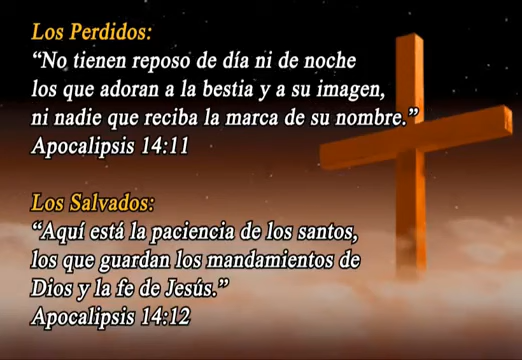 Los Perdidos:
“No tienen reposo de día ni de noche
los que adoran a la bestia y a su imagen,
ni nadie que reciba la marca de su nombre.”
Apocalipsis 14:11
Los Salvados:
“Aquí está la paciencia de los santos,
los que guardan los mandamientos de
Dios y la fe de Jesús.”
Apocalipsis 14:12